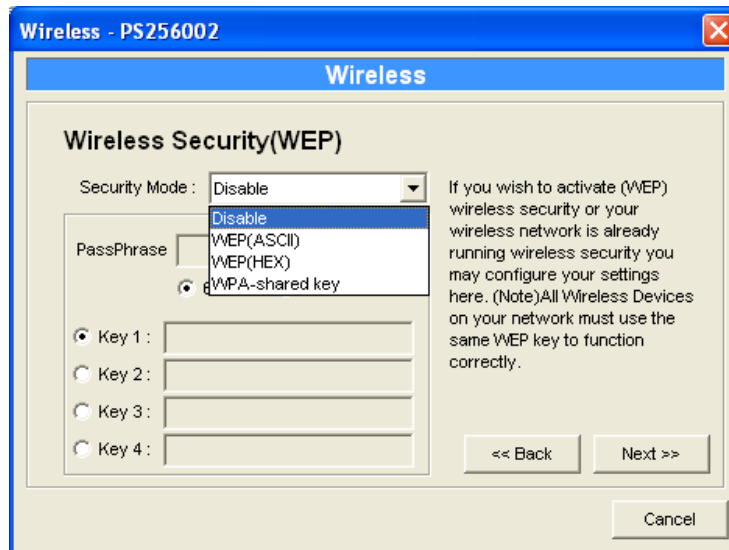 Wireless - PS256002
Wireless
Wireless Security(WEP)
Security Mode : Disable
Disable
WEP(ASCII)
WEP(HEX)
WPA-shared key
PassPhrase
Key 1 :
Key 2 :
Key 3 :
Key 4 :
If you wish to activate (WEP)
wireless security or your
wireless network is already
running wireless security you
may configure your settings
here. (Note)All Wireless Devices
on your network must use the
same WEP key to function
correctly.
<< Back
Next >>
Cancel